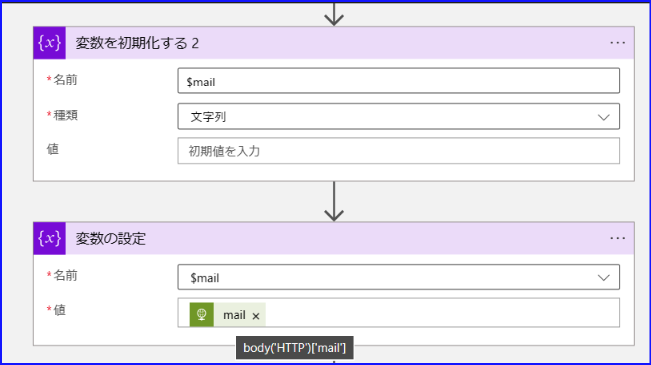 {x} 変数を初期化する 2 ...
*名前 $mail
*種類 文字列
値 初期値を入力
{x} 変数の設定 ...
*名前 $mail
*値 mail ×
body('HTTP')['mail']